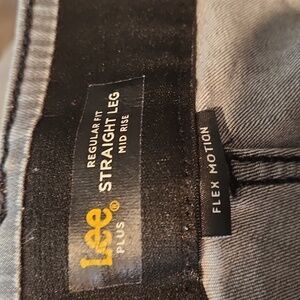 Lee®
PLUS
REGULAR FIT
STRAIGHT LEG
MID RISE
FLEX MOTION